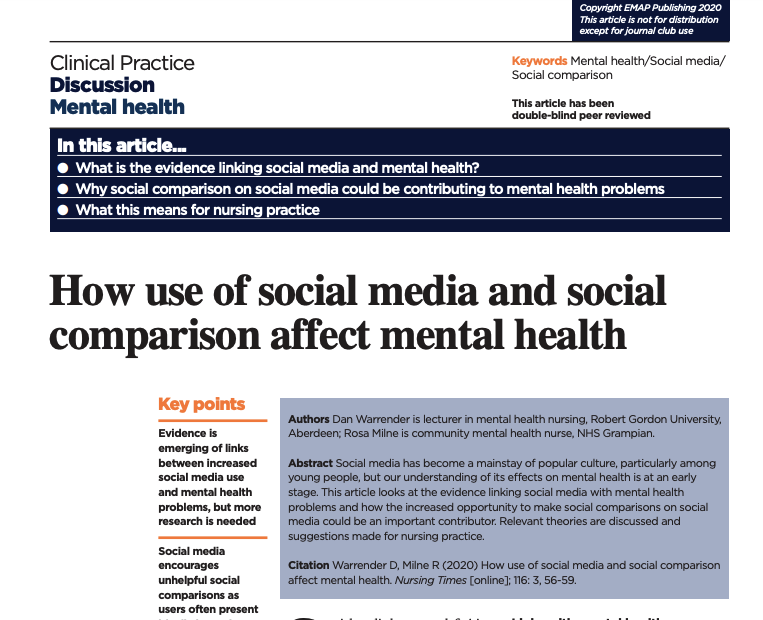 Copyright EMAP Publishing 2020
This article is not for distribution
except for journal club use
Clinical Practice
Discussion
Mental health
Keywords Mental health/Social media/
Social comparison
This article has been
double-blind peer reviewed
In this article...
● What is the evidence linking social media and mental health?
● Why social comparison on social media could be contributing to mental health problems
● What this means for nursing practice
How use of social media and social
comparison affect mental health
Key points
Evidence is
emerging of links
between increased
social media use
and mental health
problems, but more
research is needed
Social media
encourages
unhelpful social
comparisons as
users often present
Authors Dan Warrender is lecturer in mental health nursing, Robert Gordon University,
Aberdeen; Rosa Milne is community mental health nurse, NHS Grampian.
Abstract Social media has become a mainstay of popular culture, particularly among
young people, but our understanding of its effects on mental health is at an early
stage. This article looks at the evidence linking social media with mental health
problems and how the increased opportunity to make social comparisons on social
media could be an important contributor. Relevant theories are discussed and
suggestions made for nursing practice.
Citation Warrender D, Milne R (2020) How use of social media and social comparison
affect mental health. Nursing Times [online]; 116: 3, 56-59.